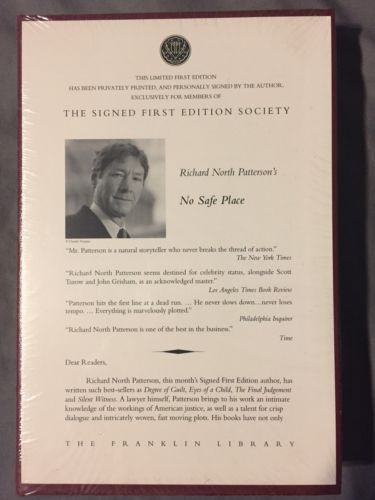 THIS LIMITED FIRST EDITION
HAS BEEN PRIVATELY PRINTED, AND PERSONALLY SIGNED BY THE AUTHOR,
EXCLUSIVELY FOR MEMBERS OF
THE SIGNED FIRST EDITION SOCIETY
Richard North Patterson's
No Safe Place
"Mr. Patterson is a natural storyteller who never breaks the thread of action."
The New York Times
"Richard North Patterson seems destined for celebrity status, alongside Scott
Turow and John Grisham, as an acknowledged master."
Los Angeles Times Book Review
"Patterson hits the first line at a dead run. … He never slows down...never loses
tempo. … Everything is marvelously plotted."
Philadelphia Inquirer
"Richard North Patterson is one of the best in the business."
Time
Dear Readers,
Richard North Patterson, this month's Signed First Edition author, has
written such best-sellers as Degree of Guilt, Eyes of a Child, The Final Judgement
and Silent Witness. A lawyer himself, Patterson brings to his work an intimate
knowledge of the workings of American justice, as well as a talent for crisp
dialogue and intricately woven, fast moving plots. His books have not only
THE FRANKLIN LIBRARY